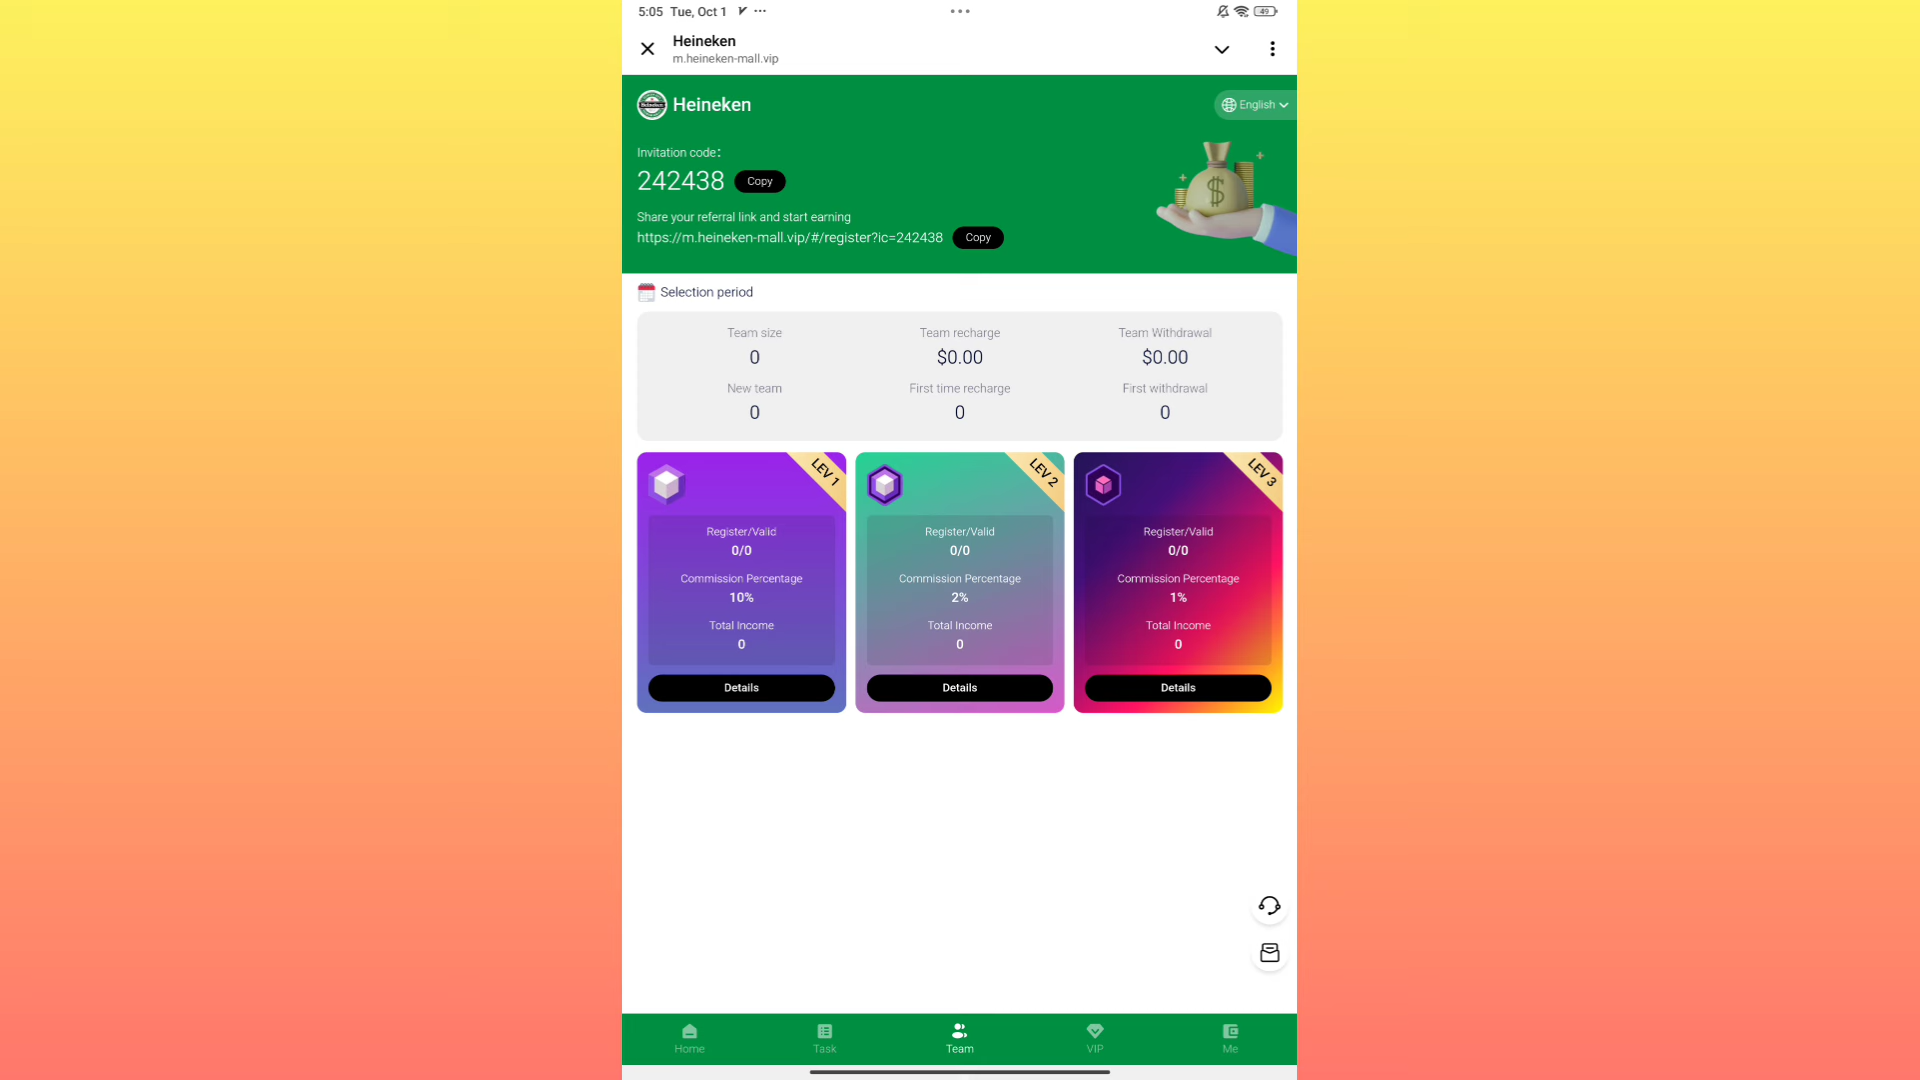 5:05 Tue, Oct 1
49
Heineken
m.heineken-mall.vip
Heineken
English
Invitation code:
242438 Copy
Share your referral link and start earning
https://m.heineken-mall.vip/#/register?ic=242438 Copy
Selection period
Team size Team recharge Team Withdrawal
0 $0.00 $0.00
New team First time recharge First withdrawal
0 0 0
LEV 1 LEV 2 LEV 3
Register/Valid Register/Valid Register/Valid
0/0 0/0 0/0
Commission Percentage Commission Percentage Commission Percentage
10% 2% 1%
Total Income Total Income Total Income
0 0 0
Details Details Details
Home Task Team VIP Me